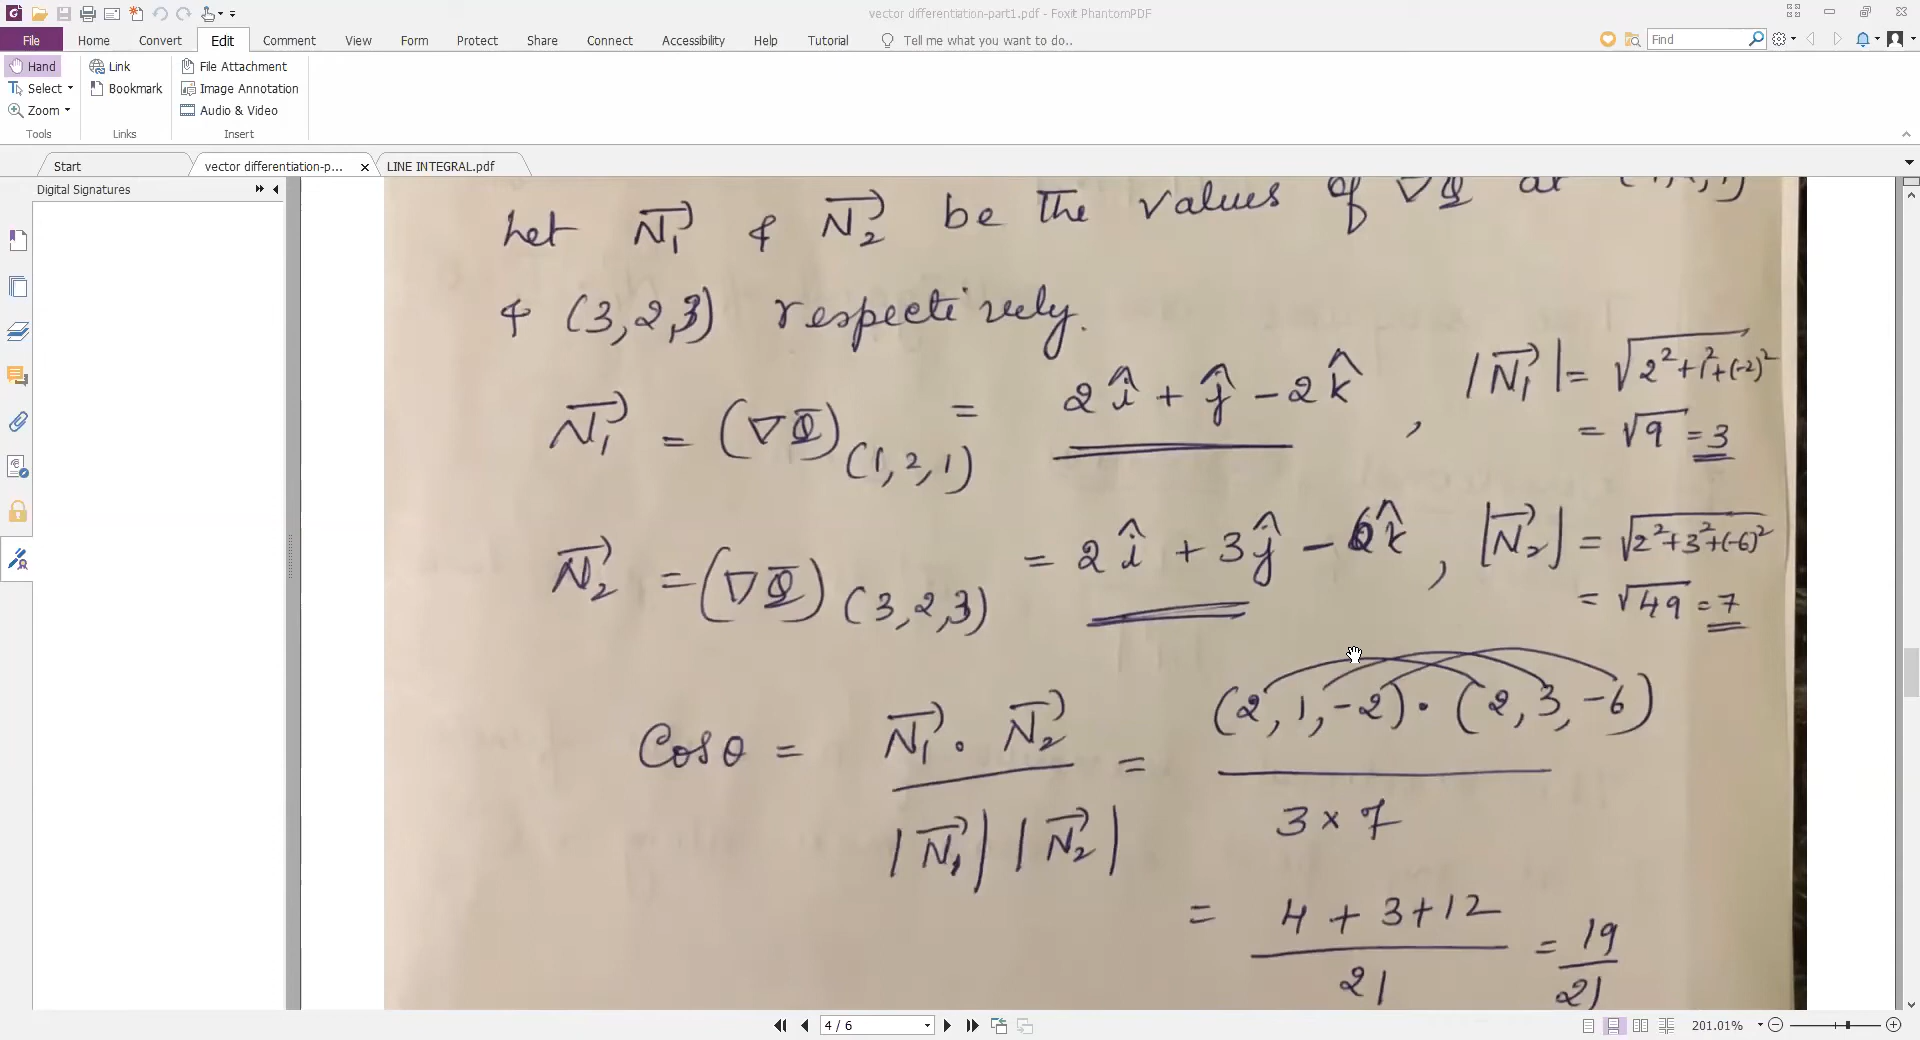 vector differentiation-part1.pdf - Foxit PhantomPDF
File Home Convert Edit Comment View Form Protect Share Connect Accessibility Help Tutorial Tell me what you want to do.. Find
Hand Link File Attachment
Select Bookmark Image Annotation
Zoom Audio & Video
Tools Links Insert
Start vector differentiation-p... LINE INTEGRAL.pdf
Digital Signatures
Let N₁⃗ & N₂⃗ be the values of ∇Φ at (1,2,1)
& (3,2,3) respectively.
N₁⃗ = (∇Φ)(1,2,1) = 2î + ĵ - 2k̂ , |N₁⃗| = √2²+1²+(-2)²
= √9 = 3
N₂⃗ = (∇Φ)(3,2,3) = 2î + 3ĵ - 6k̂ , |N₂⃗| = √2²+3²+(-6)²
= √49 = 7
Cosθ = N₁⃗ . N₂⃗ / |N₁⃗| |N₂⃗| = (2, 1, -2) · (2, 3, -6) / 3 × 7
= 4 + 3 + 12 / 21 = 19 / 21
4 / 6 201.01%